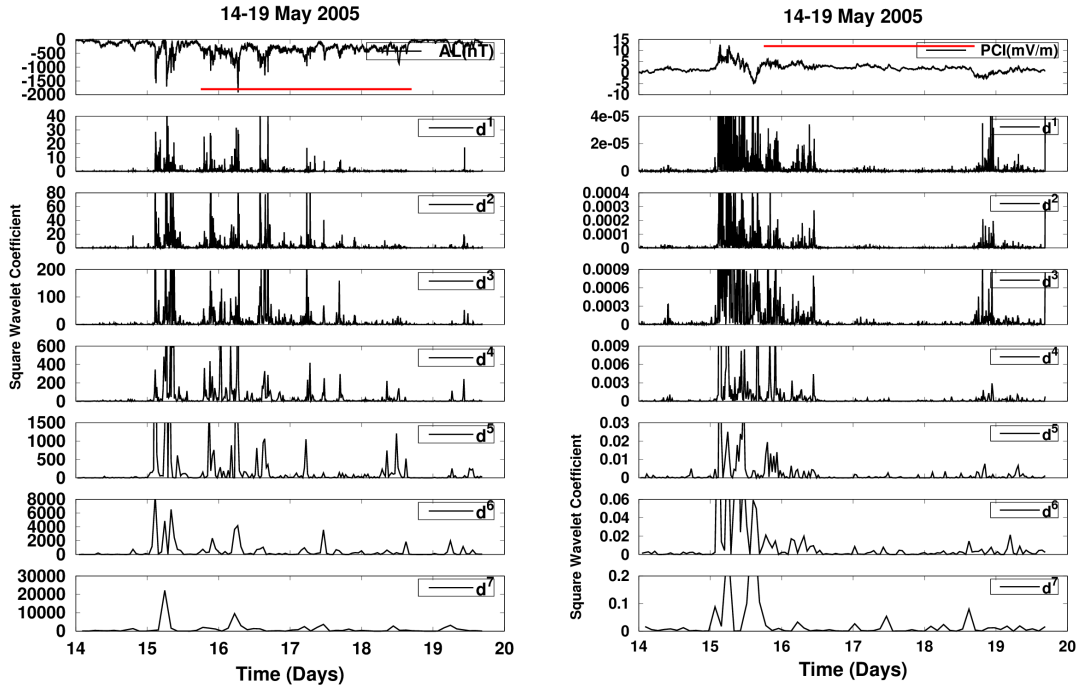 14-19 May 2005
0
-500
-1000
-1500
-2000
AL(nT)
40
30
20
10
0
d1
80
60
40
20
0
d2
200
100
0
d3
600
400
200
0
d4
1500
1000
500
0
d5
8000
6000
4000
2000
0
d6
30000
20000
10000
0
d7
14 15 16 17 18 19 20
Time (Days)
Square Wavelet Coefficient
14-19 May 2005
15
10
5
0
-5
-10
PCI(mV/m)
4e-05
2e-05
0
d1
0.0004
0.0003
0.0002
0.0001
0
d2
0.0009
0.0006
0.0003
0
d3
0.009
0.006
0.003
0
d4
0.03
0.02
0.01
0
d5
0.06
0.04
0.02
0
d6
0.2
0.1
0
d7
14 15 16 17 18 19 20
Time (Days)
Square Wavelet Coefficient